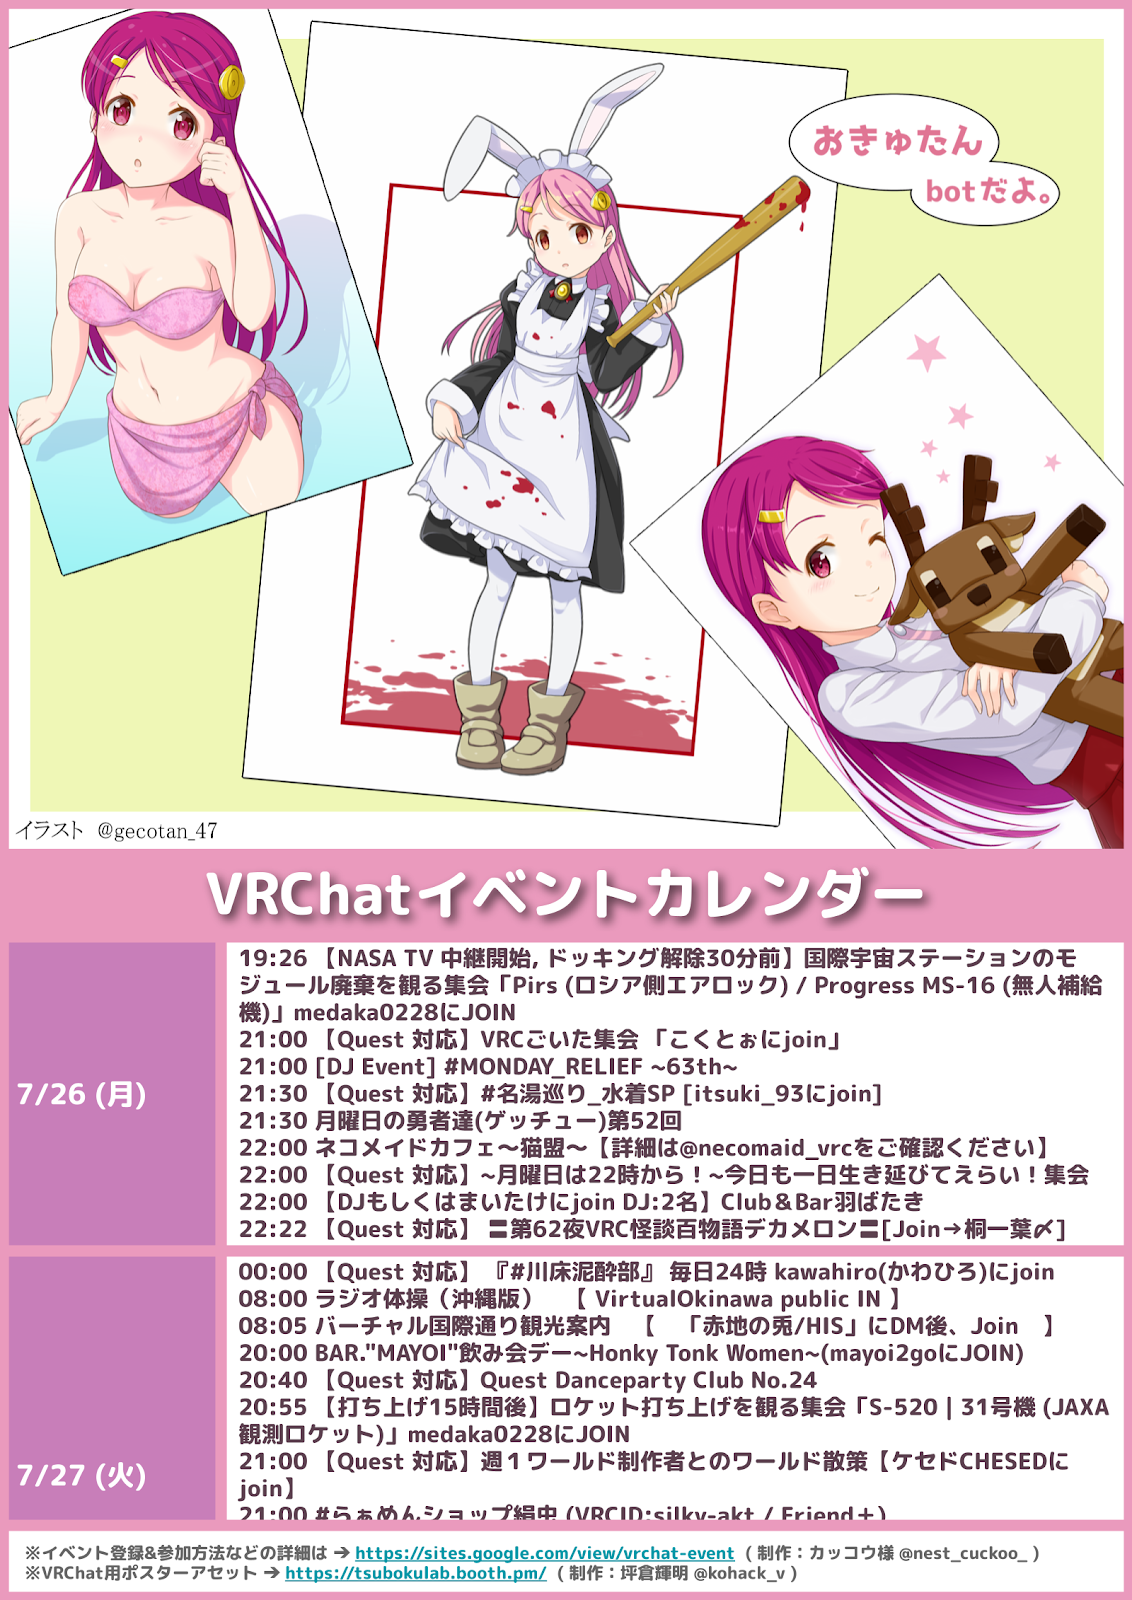 おきゅたん
botだよ。
イラスト @gecotan_47
VRChatイベントカレンダー
7/26 (月)
19:26 【NASA TV 中継開始, ドッキング解除30分前】国際宇宙ステーションのモ
ジュール廃棄を観る集会「Pirs (ロシア側エアロック) / Progress MS-16 (無人補給
機)」medaka0228にJOIN
21:00 【Quest 対応】VRCごいた集会 「こくとぉにjoin」
21:00 [DJ Event] #MONDAY_RELIEF ~63th~
21:30 【Quest 対応】#名湯巡り_水着SP [itsuki_93にjoin]
21:30 月曜日の勇者達(ゲッチュー)第52回
22:00 ネコメイドカフェ～猫盟～【詳細は@necomaid_vrcをご確認ください】
22:00 【Quest 対応】~月曜日は22時から！~今日も一日生き延びてえらい！集会
22:00 【DJもしくはまいたけにjoin DJ:2名】Club＆Bar羽ばたき
22:22 【Quest 対応】 〓第62夜VRC怪談百物語デカメロン〓[Join→桐一葉〆]
7/27 (火)
00:00 【Quest 対応】 『#川床泥酔部』 毎日24時 kawahiro(かわひろ)にjoin
08:00 ラジオ体操（沖縄版） 【 VirtualOkinawa public IN 】
08:05 バーチャル国際通り観光案内 【 「赤地の兎/HIS」にDM後、Join 】
20:00 BAR."MAYOI"飲み会デー~Honky Tonk Women~(mayoi2goにJOIN)
20:40 【Quest 対応】Quest Danceparty Club No.24
20:55 【打ち上げ15時間後】ロケット打ち上げを観る集会「S-520 | 31号機 (JAXA
観測ロケット)」medaka0228にJOIN
21:00 【Quest 対応】週１ワールド制作者とのワールド散策【ケセドCHESEDに
join】
21:00 #らぁめんショップ絹中 (VRCID:silky-akt / Friend＋)
※イベント登録&参加方法などの詳細は → https://sites.google.com/view/vrchat-event ( 制作：カッコウ様 @nest_cuckoo_ )
※VRChat用ポスターアセット → https://tsubokulab.booth.pm/ ( 制作：坪倉輝明 @kohack_v )